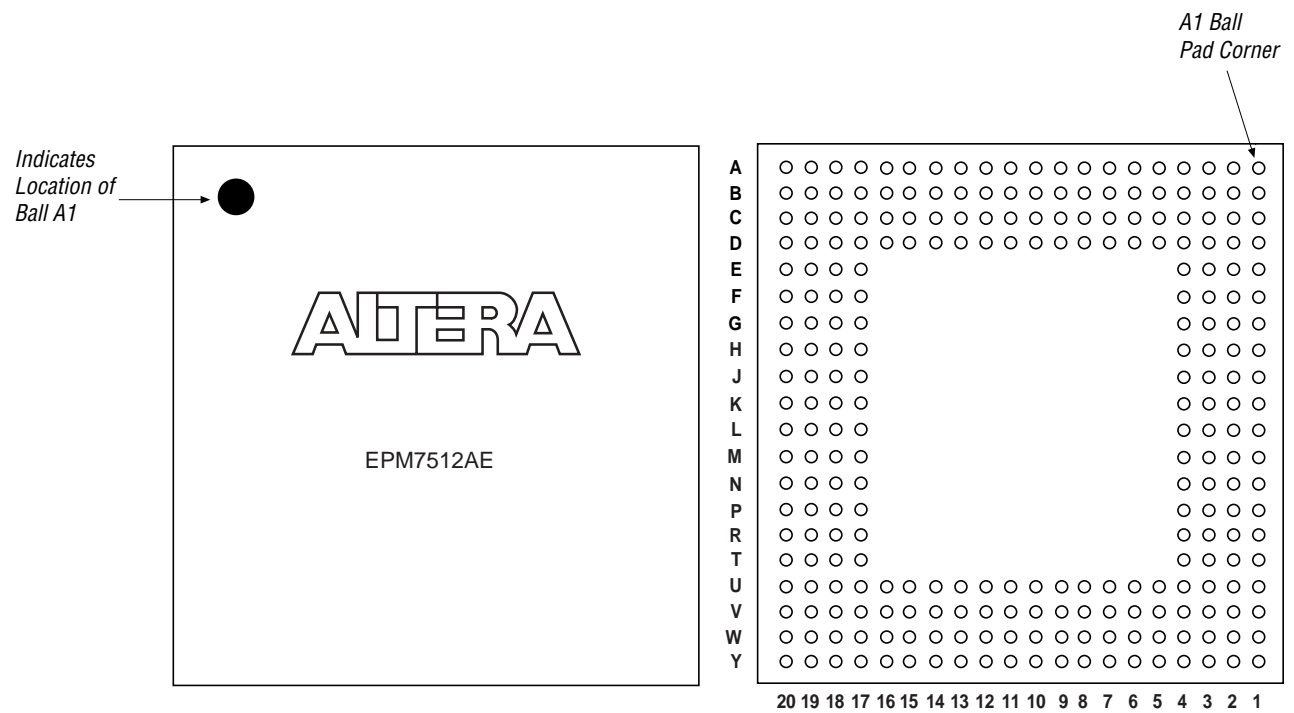 A1 Ball
Pad Corner
Indicates
Location of
Ball A1
ALTERA
EPM7512AE
A
B
C
D
E
F
G
H
J
K
L
M
N
P
R
T
U
V
W
Y
20 19 18 17 16 15 14 13 12 11 10 9 8 7 6 5 4 3 2 1